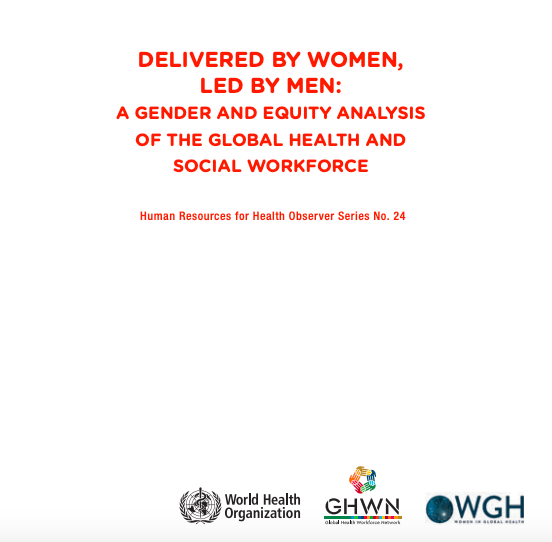 DELIVERED BY WOMEN,
LED BY MEN:
A GENDER AND EQUITY ANALYSIS
OF THE GLOBAL HEALTH AND
SOCIAL WORKFORCE
Human Resources for Health Observer Series No. 24
World Health
Organization
GHWN
Global Health Workforce Network
WGH
WOMEN IN GLOBAL HEALTH